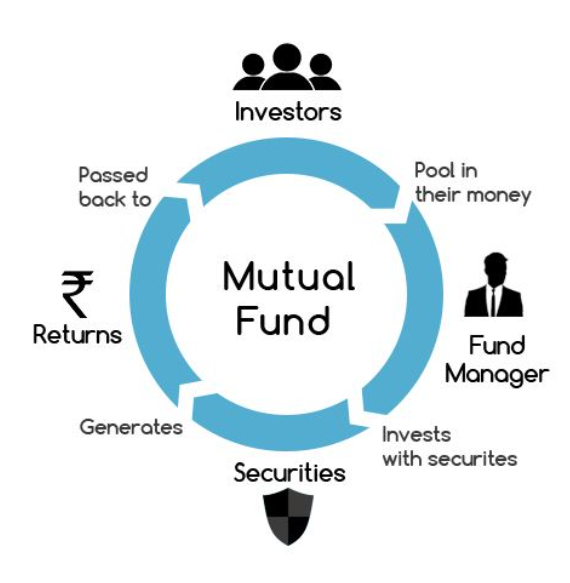 Investors
Pool in
their money
Fund
Manager
Invests
with securites
Securities
Generates
₹
Returns
Passed
back to
Mutual
Fund